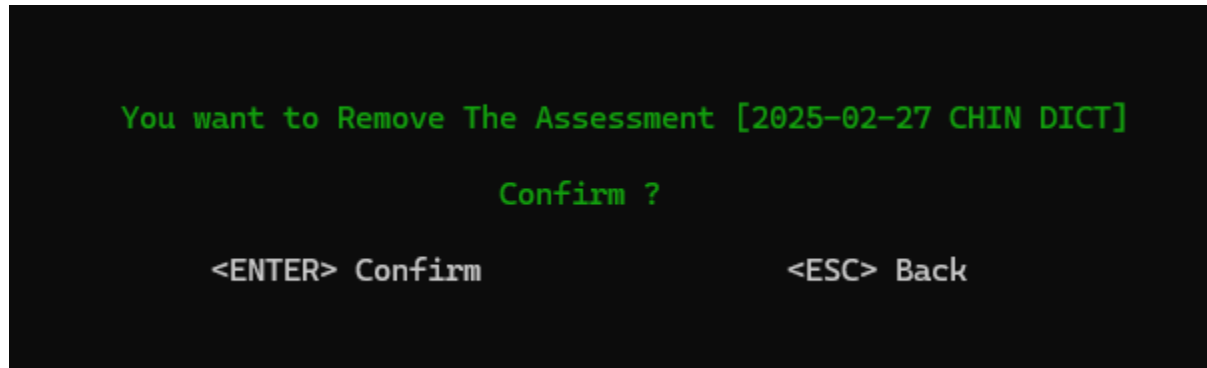 You want to Remove The Assessment [2025-02-27 CHIN DICT]
Confirm ?
<ENTER> Confirm <ESC> Back